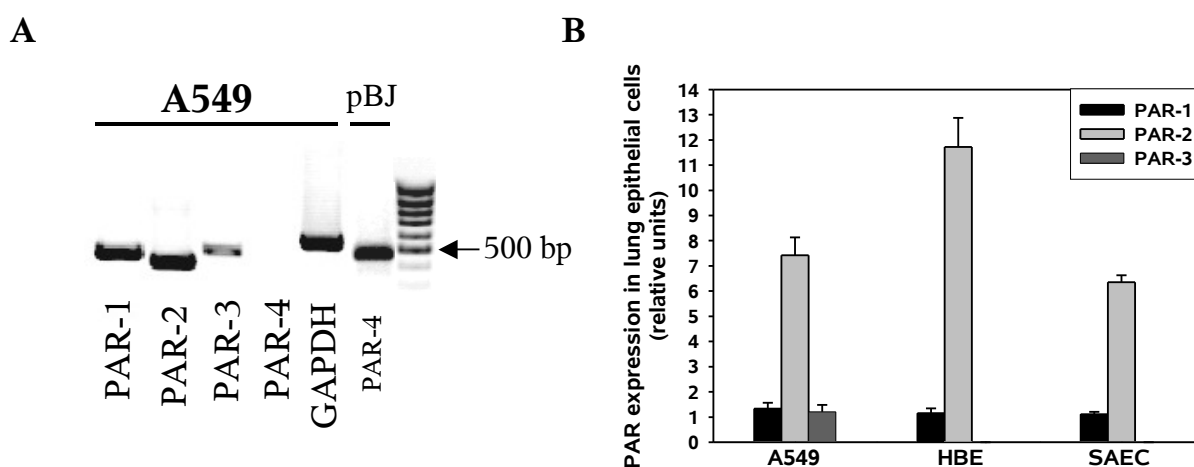 A
A549
pBJ
500 bp
PAR-1
PAR-2
PAR-3
PAR-4
GAPDH
PAR-4
B
PAR expression in lung epithelial cells
(relative units)
14
13
12
11
10
9
8
7
6
5
4
3
2
1
0
PAR-1
PAR-2
PAR-3
A549
HBE
SAEC